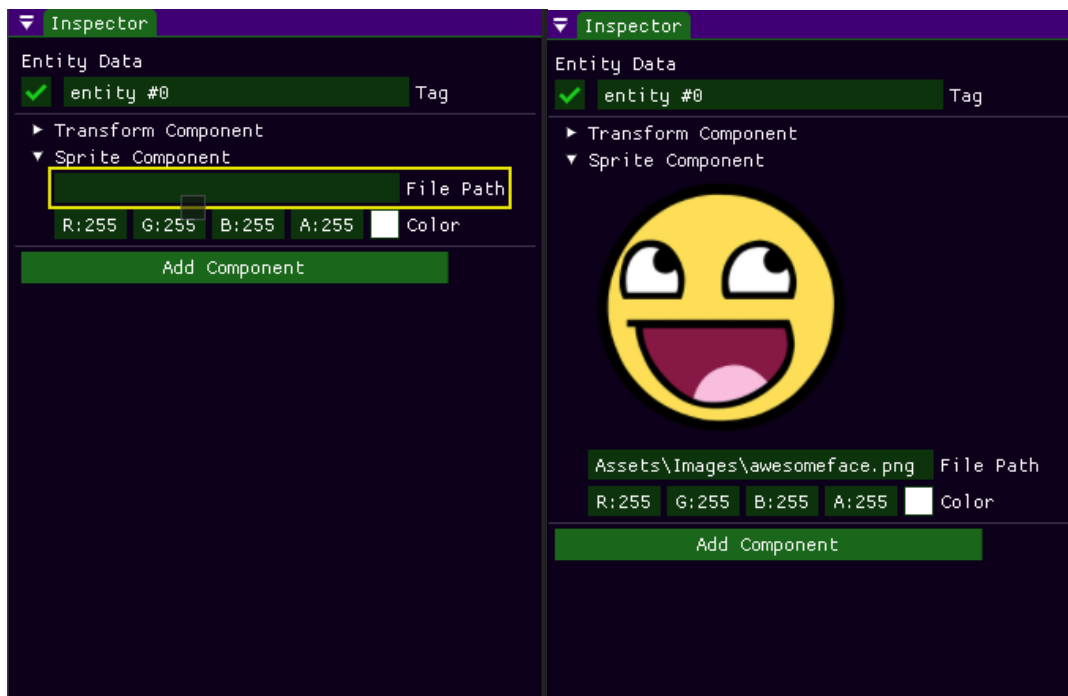 Inspector
Entity Data
entity #0 Tag
Transform Component
Sprite Component
File Path
R:255 G:255 B:255 A:255 Color
Add Component
Inspector
Entity Data
entity #0 Tag
Transform Component
Sprite Component
Assets\Images\awesomeface.png File Path
R:255 G:255 B:255 A:255 Color
Add Component